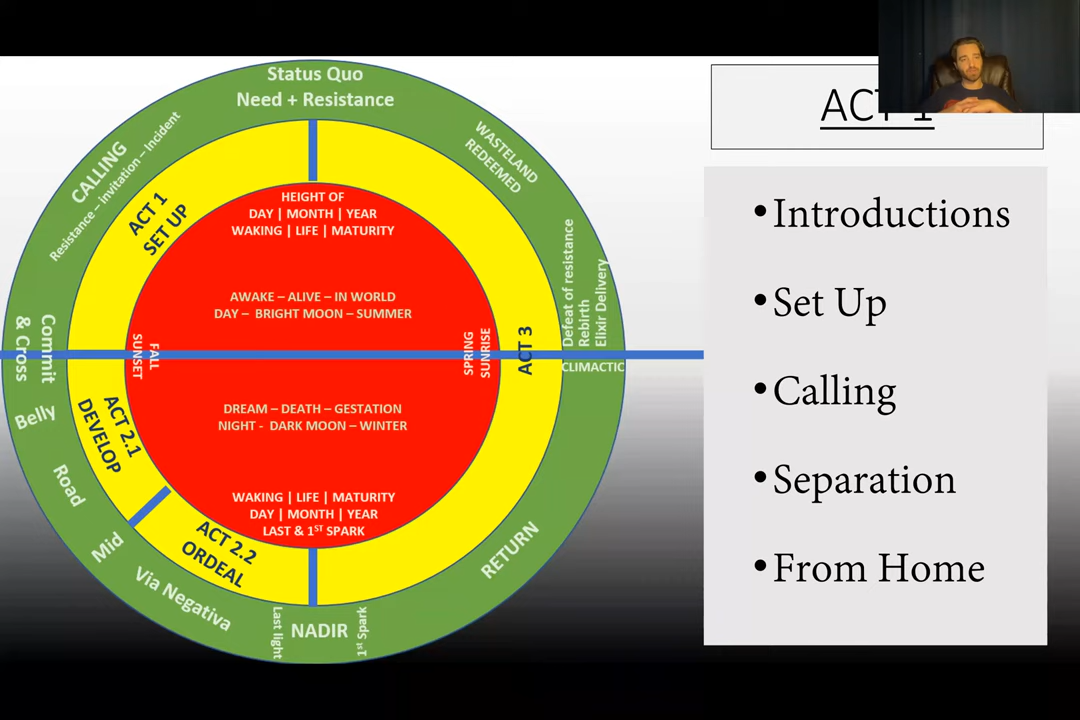 Status Quo
Need + Resistance
CALLING
Resistance – invitation – Incident
WASTELAND
REDEEMED
Defeat of resistance
Rebirth
Elixir Delivery
CLIMACTIC
Commit
& Cross
Belly
Road
Mid
Via Negativa
Last light
NADIR
1ST Spark
RETURN
ACT 1
SET UP
ACT 2.1
DEVELOP
ACT 2.2
ORDEAL
ACT 3
HEIGHT OF
DAY | MONTH | YEAR
WAKING | LIFE | MATURITY
AWAKE – ALIVE – IN WORLD
DAY – BRIGHT MOON – SUMMER
FALL
SUNSET
SPRING
SUNRISE
DREAM – DEATH – GESTATION
NIGHT - DARK MOON – WINTER
WAKING | LIFE | MATURITY
DAY | MONTH | YEAR
LAST & 1ST SPARK
ACT 1
•Introductions
•Set Up
•Calling
•Separation
•From Home